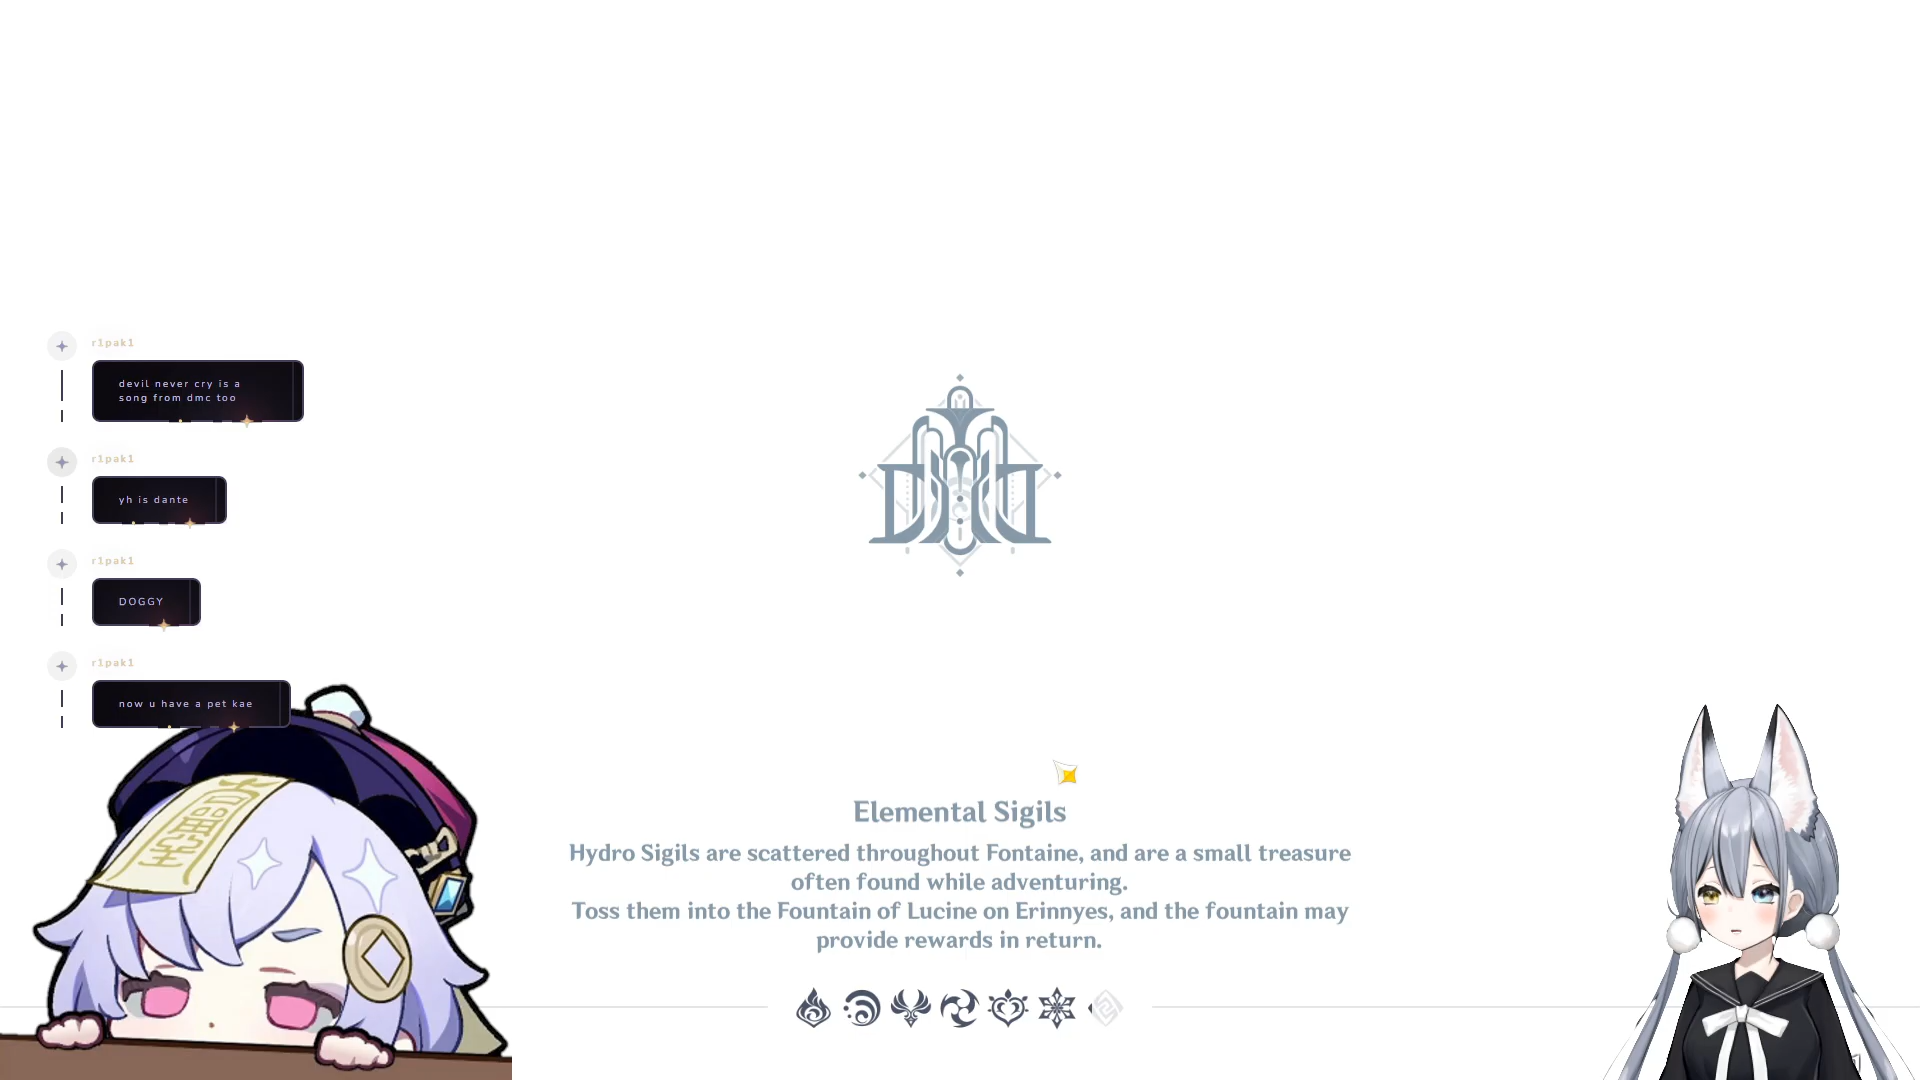 r1pak1
devil never cry is a
song from dmc too
r1pak1
yh is dante
r1pak1
DOGGY
r1pak1
now u have a pet kae
Elemental Sigils
Hydro Sigils are scattered throughout Fontaine, and are a small treasure
often found while adventuring.
Toss them into the Fountain of Lucine on Erinnyes, and the fountain may
provide rewards in return.